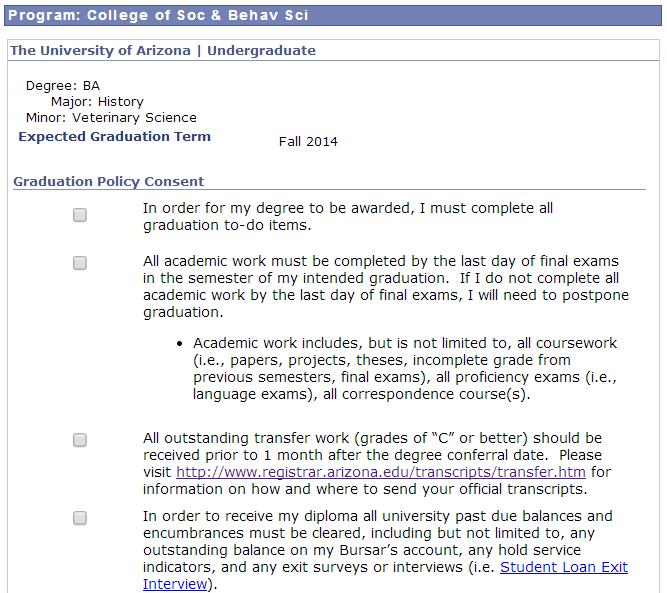 Program: College of Soc & Behav Sci
The University of Arizona | Undergraduate
Degree: BA
Major: History
Minor: Veterinary Science
Expected Graduation Term
Fall 2014
Graduation Policy Consent
In order for my degree to be awarded, I must complete all
graduation to-do items.
All academic work must be completed by the last day of final exams
in the semester of my intended graduation.  If I do not complete all
academic work by the last day of final exams, I will need to postpone
graduation.
• Academic work includes, but is not limited to, all coursework
(i.e., papers, projects, theses, incomplete grade from
previous semesters, final exams), all proficiency exams (i.e.,
language exams), all correspondence course(s).
All outstanding transfer work (grades of “C” or better) should be
received prior to 1 month after the degree conferral date.  Please
visit http://www.registrar.arizona.edu/transcripts/transfer.htm for
information on how and where to send your official transcripts.
In order to receive my diploma all university past due balances and
encumbrances must be cleared, including but not limited to, any
outstanding balance on my Bursar’s account, any hold service
indicators, and any exit surveys or interviews (i.e. Student Loan Exit
Interview).